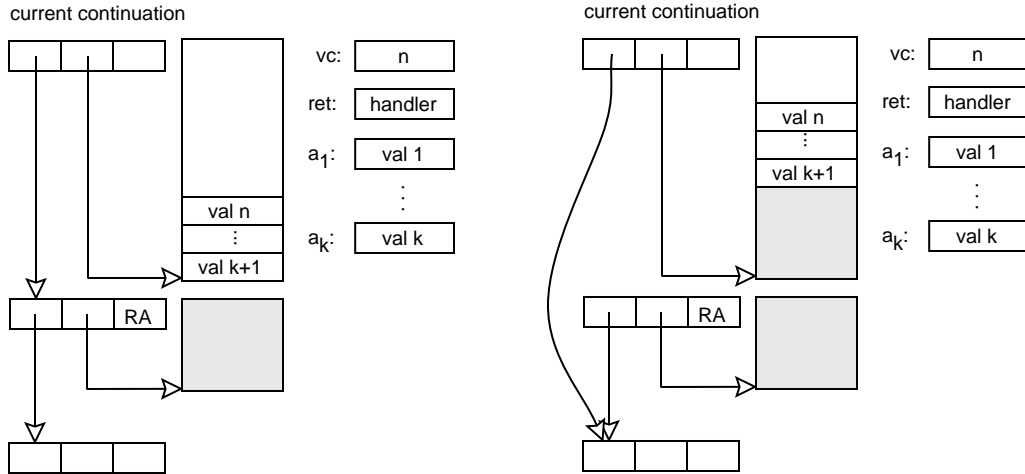 current continuation
vc: n
ret: handler
a1: val 1
⋮
ak: val k
val n
⋮
val k+1
RA
current continuation
vc: n
ret: handler
val n
⋮
val k+1
a1: val 1
⋮
ak: val k
RA